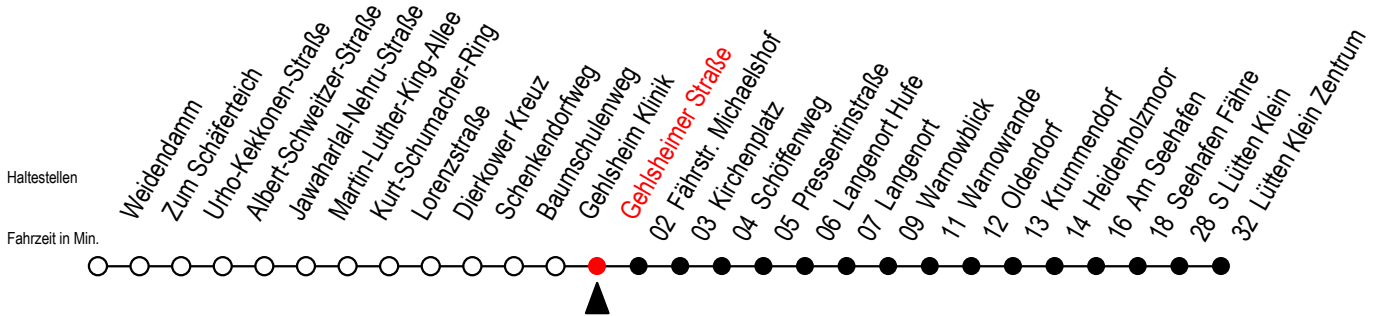 Haltestellen
Fahrzeit in Min.
Weidendamm
Zum Schäferteich
Urho-Kekkonen-Straße
Albert-Schweitzer-Straße
Jawaharlal-Nehru-Straße
Martin-Luther-King-Allee
Kurt-Schumacher-Ring
Lorenzstraße
Dierkower Kreuz
Schenkendorfweg
Baumschulenweg
Gehlsheim Klinik
Gehlsheimer Straße
02 Fährstr. Michaelshof
03 Kirchenplatz
04 Schöffenweg
05 Pressentinstraße
06 Langenort Hufe
07 Langenort
09 Warnowblick
11 Warnowrande
12 Oldendorf
13 Krummendorf
14 Heidenholzmoor
16 Am Seehafen
18 Seehafen Fähre
28 S Lütten Klein
32 Lütten Klein Zentrum